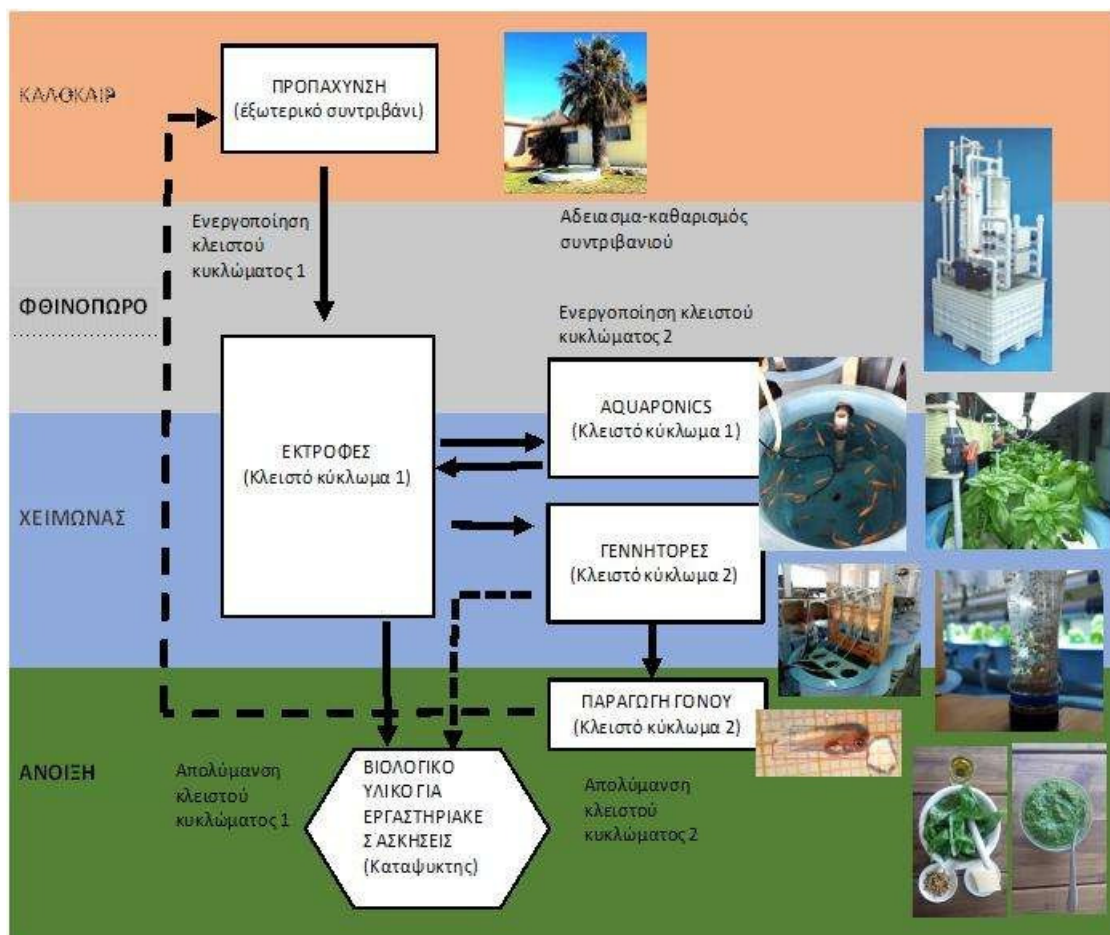 ΚΑΛΟΚΑΙΡ
ΠΡΟΠΑΧΥΝΣΗ
(έξωτερικό συντριβάνι)
Ενεργοποίηση
κλειστού
κυκλώματος 1
Αδειασμα-καθαρισμός
συντριβανιού
ΦΘΙΝΟΠΩΡΟ
Ενεργοποίηση κλειστού
κυκλώματος 2
ΕΚΤΡΟΦΕΣ
(Κλειστό κύκλωμα 1)
AQUAPONICS
(Κλειστό κύκλωμα 1)
ΧΕΙΜΩΝΑΣ
ΓΕΝΝΗΤΟΡΕΣ
(Κλειστό κύκλωμα 2)
ΠΑΡΑΓΩΓΗ ΓΟΝΟΥ
(Κλειστό κύκλωμα 2)
ΑΝΟΙΞΗ
Απολύμανση
κλειστού
κυκλώματος 1
ΒΙΟΛΟΓΙΚΟ
ΥΛΙΚΟ ΓΙΑ
ΕΡΓΑΣΤΗΡΙΑΚΕ
Σ ΑΣΚΗΣΕΙΣ
(Καταψυκτης)
Απολύμανση
κλειστού
κυκλώματος 2